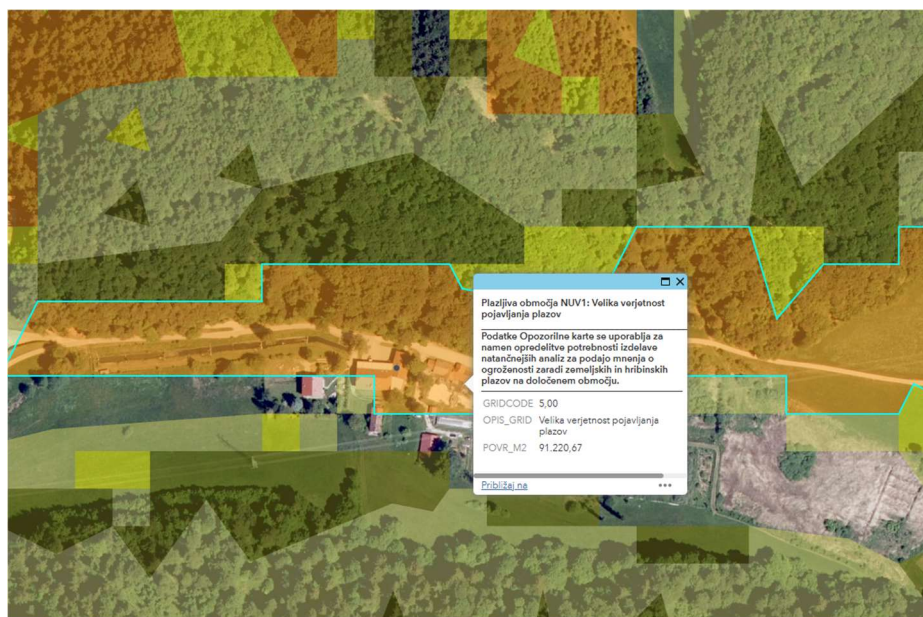 Plazljiva območja NUV1: Velika verjetnost
pojavljanja plazov
Podatke Opozorilne karte se uporablja za
namen opredelitve potrebnosti izdelave
natančnejših analiz za podajo mnenja o
ogroženosti zaradi zemeljskih in hribinskih
plazov na določenem območju.
GRIDCODE 5,00
OPIS_GRID Velika verjetnost pojavljanja
plazov
POVR_M2 91.220,67
Približaj na